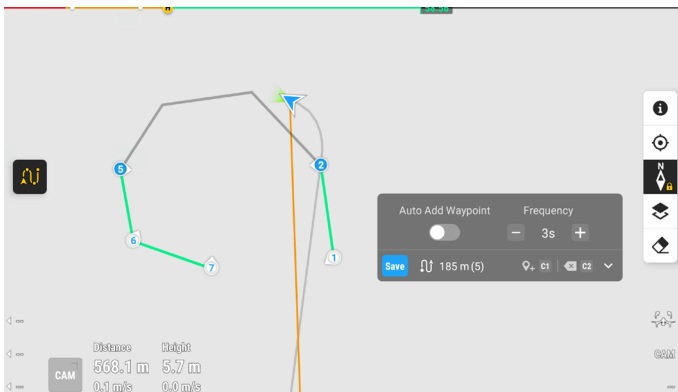 H
N
5
2
6
7
1
Auto Add Waypoint Frequency
3s
Save 185 m (5) C1 C2
Distance Height
568.1 m 5.7 m
0.1 m/s 0.0 m/s
CAM
CAM